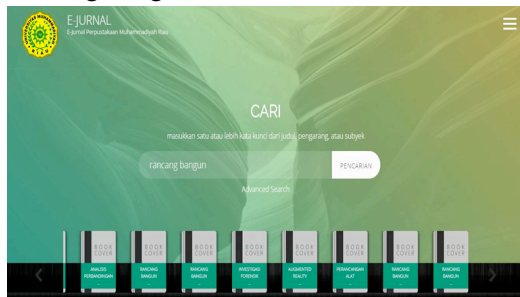 E-JURNAL
E-Jurnal Perpustakaan Muhammadiyah Riau
CARI
masukkan satu atau lebih kata kunci dari judul, pengarang, atau subyek
rancang bangun
PENCARIAN
Advanced Search
BOOK COVER
ANALISIS PERBANDINGAN
BOOK COVER
RANCANG BANGUN
BOOK COVER
RANCANG BANGUN
BOOK COVER
INVESTIGASI FORENSIK
BOOK COVER
AUGMENTED REALITY
BOOK COVER
PERANCANGAN ALAT
BOOK COVER
RANCANG BANGUN
BOOK COVER
RANCANG BANGUN